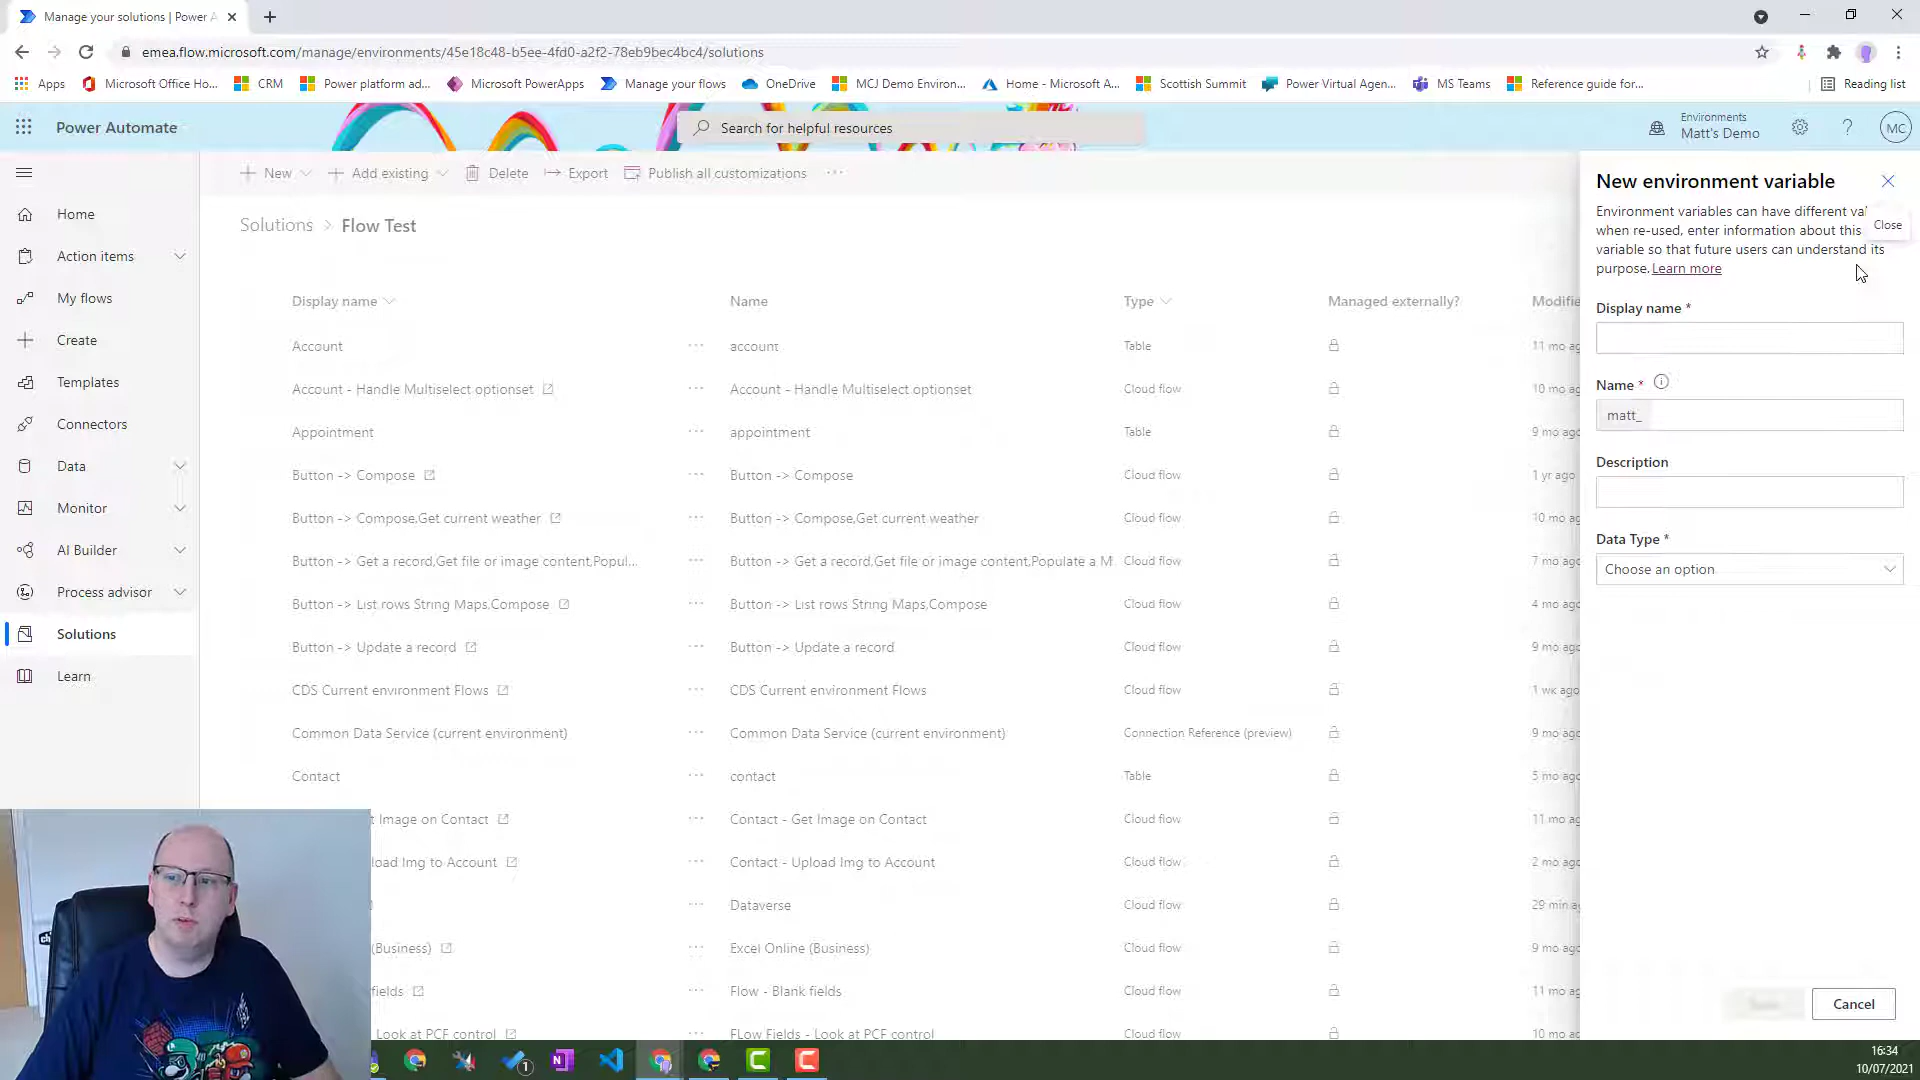 Manage your solutions | Power A
emea.flow.microsoft.com/manage/environments/45e18c48-b5ee-4fd0-a2f2-78eb9bec4bc4/solutions
Apps Microsoft Office Ho... CRM Power platform ad... Microsoft PowerApps Manage your flows OneDrive MCJ Demo Environ... Home - Microsoft A... Scottish Summit Power Virtual Agen... MS Teams Reference guide for... Reading list
Power Automate
Search for helpful resources
Environments
Matt's Demo
? MC
New Add existing Delete Export Publish all customizations ...
Solutions > Flow Test
Home
Action items
My flows
Create
Templates
Connectors
Data
Monitor
AI Builder
Process advisor
Solutions
Learn
Display name Name Type Managed externally? Modifie
Account ... account Table 11 mo ag
Account - Handle Multiselect optionset ... Account - Handle Multiselect optionset Cloud flow 10 mo ag
Appointment ... appointment Table 9 mo ag
Button -> Compose ... Button -> Compose Cloud flow 1 yr ago
Button -> Compose,Get current weather ... Button -> Compose,Get current weather Cloud flow 10 mo ag
Button -> Get a record,Get file or image content,Popul... ... Button -> Get a record,Get file or image content,Populate a M Cloud flow 7 mo ag
Button -> List rows String Maps,Compose ... Button -> List rows String Maps,Compose Cloud flow 4 mo ag
Button -> Update a record ... Button -> Update a record Cloud flow 9 mo ag
CDS Current environment Flows ... CDS Current environment Flows Cloud flow 1 wk ago
Common Data Service (current environment) ... Common Data Service (current environment) Connection Reference (preview) 9 mo ag
Contact ... contact Table 5 mo ag
t Image on Contact ... Contact - Get Image on Contact Cloud flow 11 mo ag
load Img to Account ... Contact - Upload Img to Account Cloud flow 2 mo ag
... Dataverse Cloud flow 29 min ag
(Business) ... Excel Online (Business) Cloud flow 9 mo ag
fields ... Flow - Blank fields Cloud flow 11 mo ag
Look at PCF control ... FLow Fields - Look at PCF control Cloud flow 10 mo ag
New environment variable
Environment variables can have different val
when re-used, enter information about this
variable so that future users can understand its
purpose. Learn more
Close
Display name *
Name *
matt_
Description
Data Type *
Choose an option
Cancel
1
16:34
10/07/2021